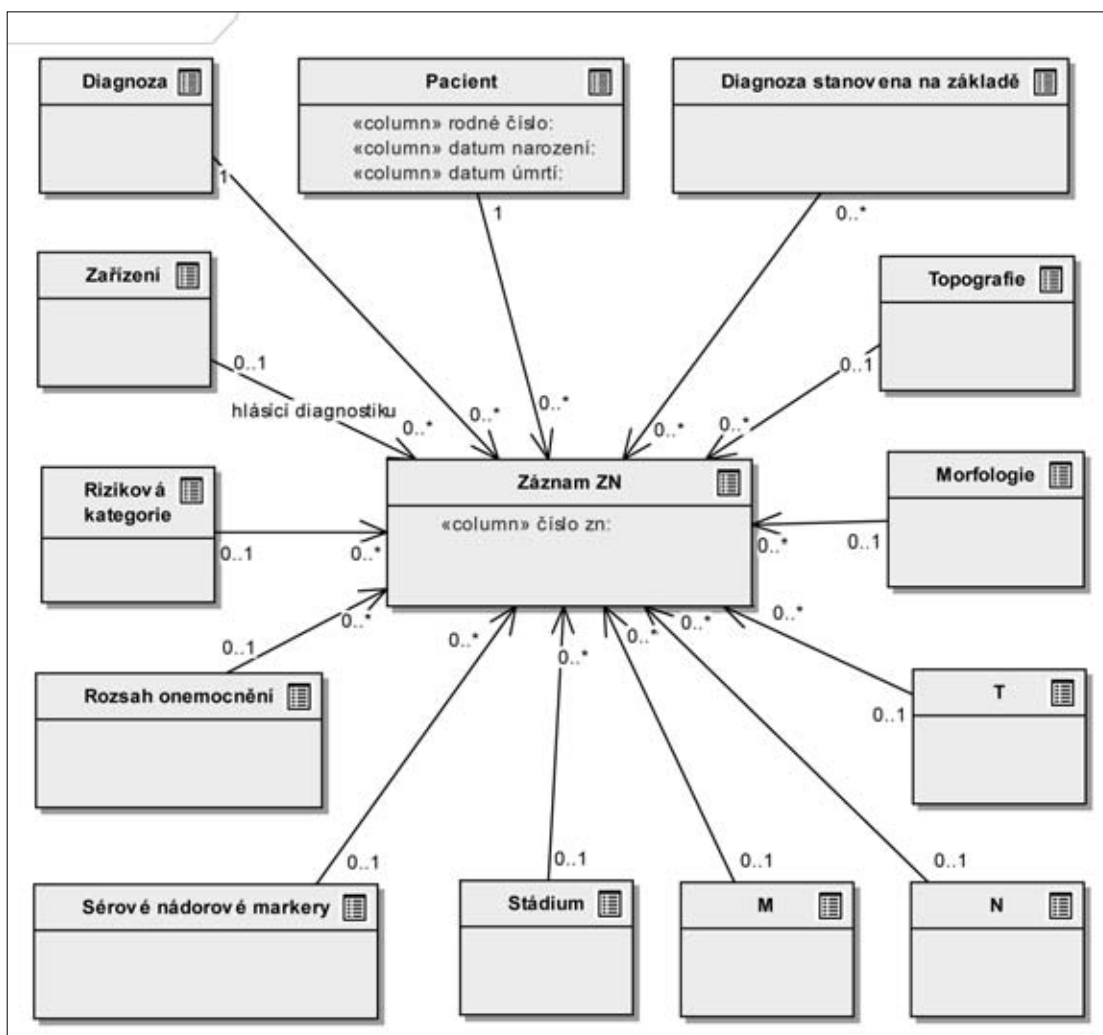 Diagnoza
Pacient
«column» rodné číslo:
«column» datum narození:
«column» datum úmrtí:
Diagnoza stanovena na základě
1
1
0..*
Zařízení
Topografie
0..1
0..1
hlásící diagnostiku
0..*
0..*
0..*
0..*
0..*
Riziková
kategorie
Záznam ZN
«column» číslo zn:
Morfologie
0..1
0..*
0..*
0..1
0..1
0..*
0..*
0..*
0..*
0..*
0..*
Rozsah onemocnění
T
0..1
0..1
0..1
0..1
0..1
Sérové nádorové markery
Stádium
M
N